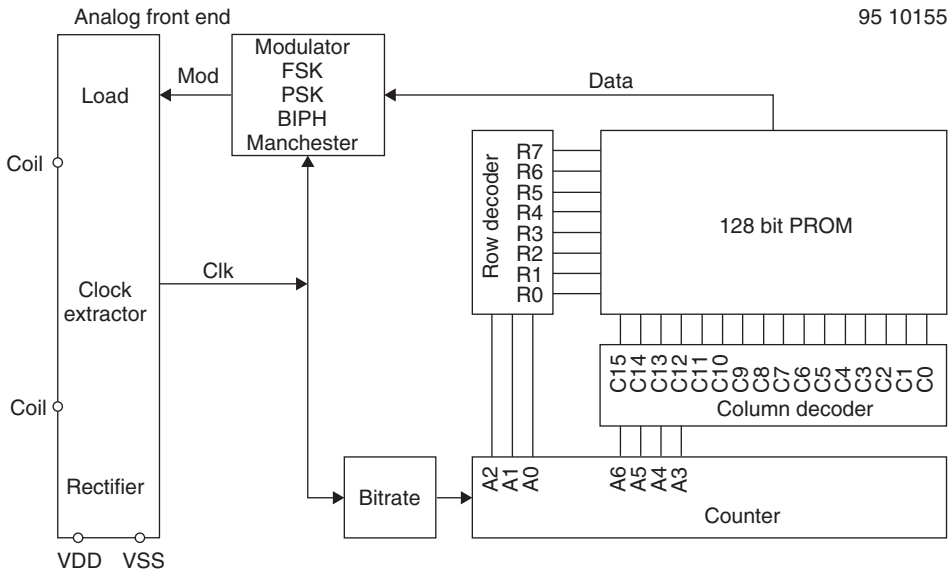 Analog front end
95 10155
Load
Mod
Modulator
FSK
PSK
BIPH
Manchester
Data
Coil
Row decoder
R7
R6
R5
R4
R3
R2
R1
R0
128 bit PROM
Clk
Clock
extractor
C15 C14 C13 C12 C11 C10 C9 C8 C7 C6 C5 C4 C3 C2 C1 C0
Column decoder
Coil
A2 A1 A0
A6 A5 A4 A3
Rectifier
Bitrate
Counter
VDD
VSS